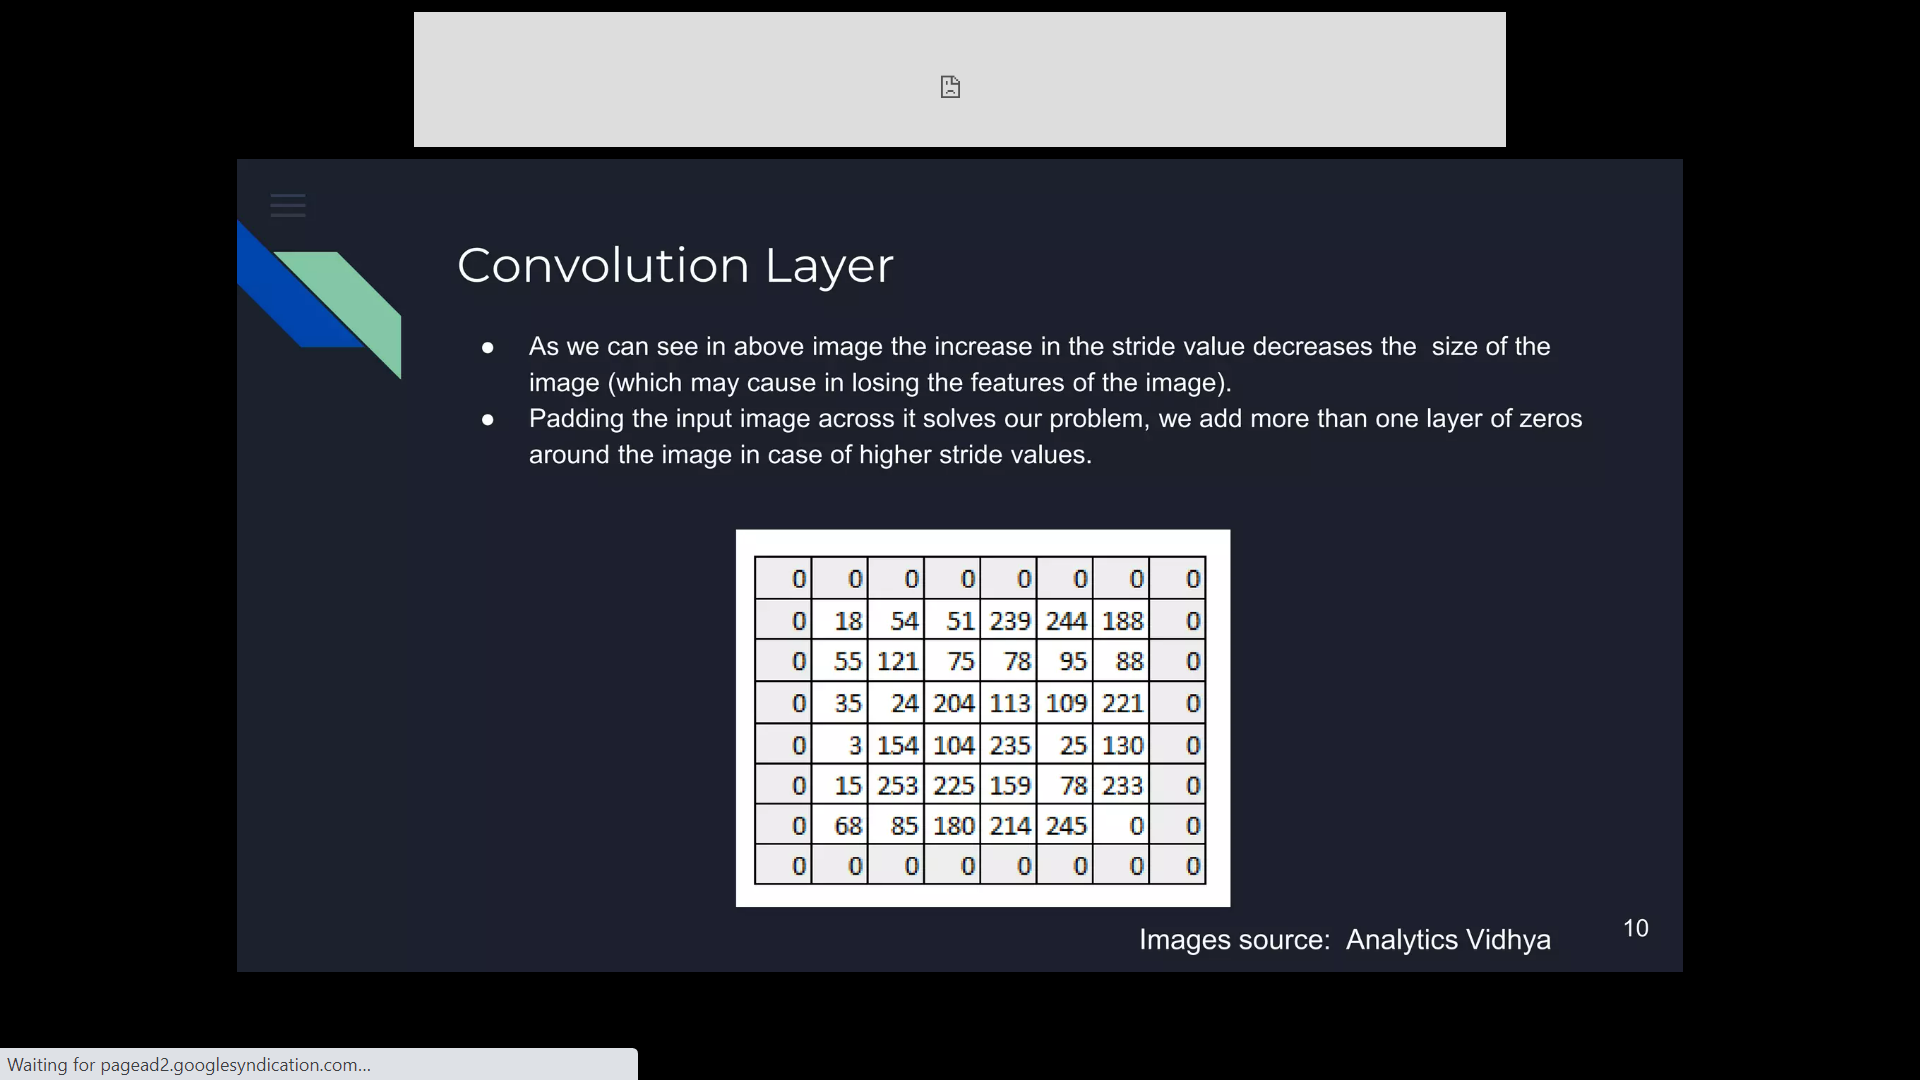 Convolution Layer
● As we can see in above image the increase in the stride value decreases the  size of the
image (which may cause in losing the features of the image).
● Padding the input image across it solves our problem, we add more than one layer of zeros
around the image in case of higher stride values.
0 0 0 0 0 0 0 0
0 18 54 51 239 244 188 0
0 55 121 75 78 95 88 0
0 35 24 204 113 109 221 0
0 3 154 104 235 25 130 0
0 15 253 225 159 78 233 0
0 68 85 180 214 245 0 0
0 0 0 0 0 0 0 0
Images source:  Analytics Vidhya
10
Waiting for pagead2.googlesyndication.com...